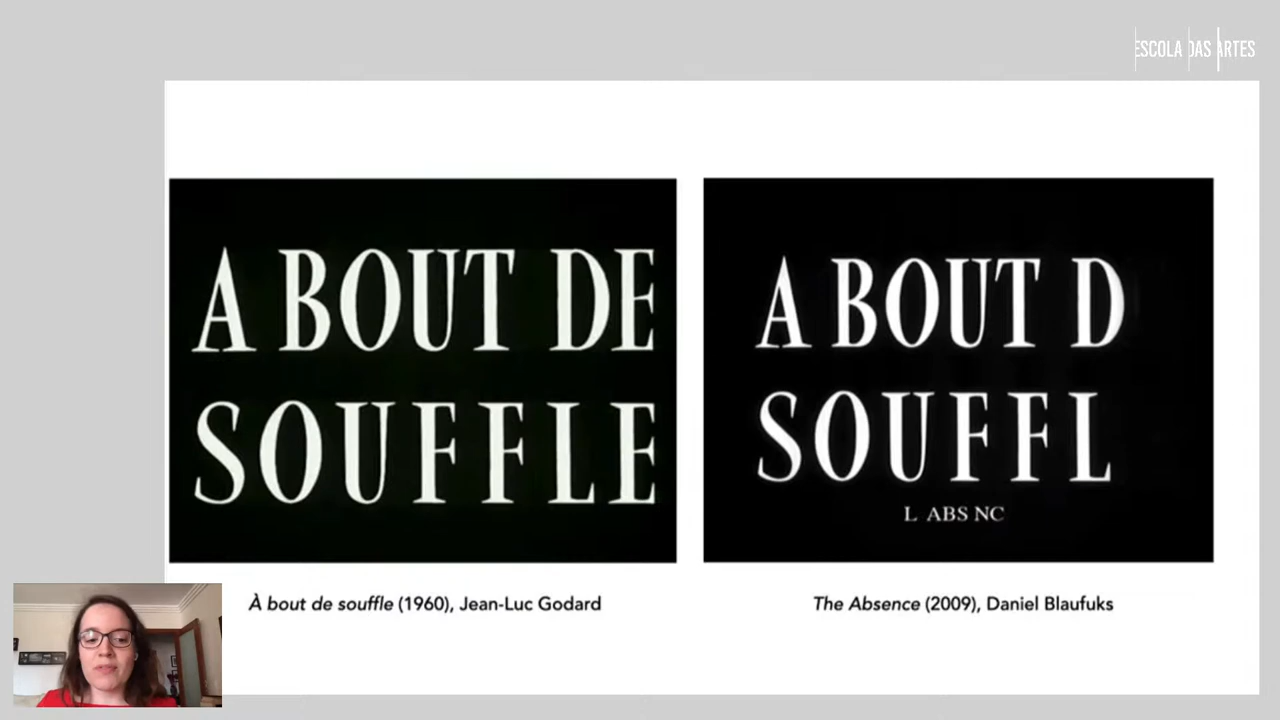 ESCOLA DAS ARTES
A BOUT DE
SOUFFLE
A BOUT D
SOUFFL
L ABS NC
À bout de souffle (1960), Jean-Luc Godard
The Absence (2009), Daniel Blaufuks